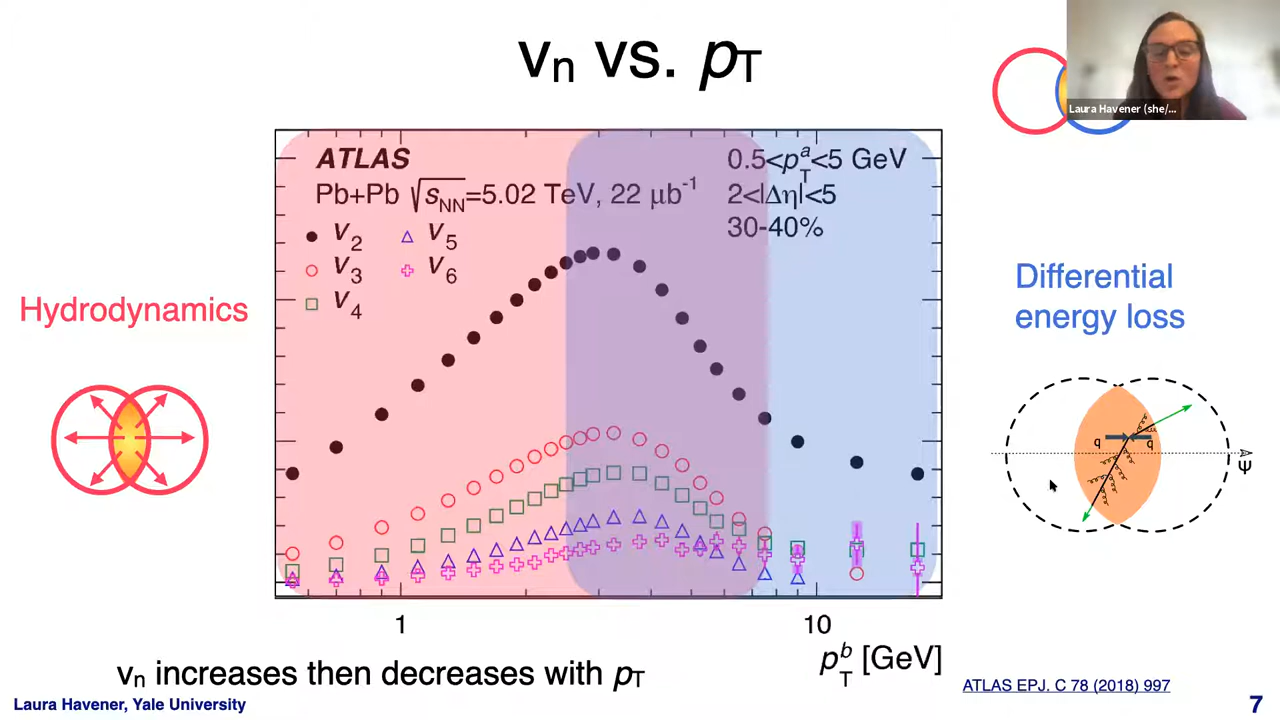 vn vs. pT
Laura Havener (she/...
ATLAS
Pb+Pb √sNN=5.02 TeV, 22 μb-1
0.5<pTa<5 GeV
2<|Δη|<5
30-40%
v2
v5
v3
v6
v4
Hydrodynamics
Differential
energy loss
q
q
Ψ
1
10
pTb [GeV]
vn increases then decreases with pT
ATLAS EPJ. C 78 (2018) 997
Laura Havener, Yale University
7